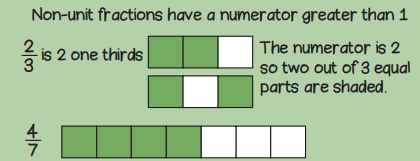 Non-unit fractions have a numerator greater than 1
2/3 is 2 one thirds
The numerator is 2
so two out of 3 equal
parts are shaded.
4/7